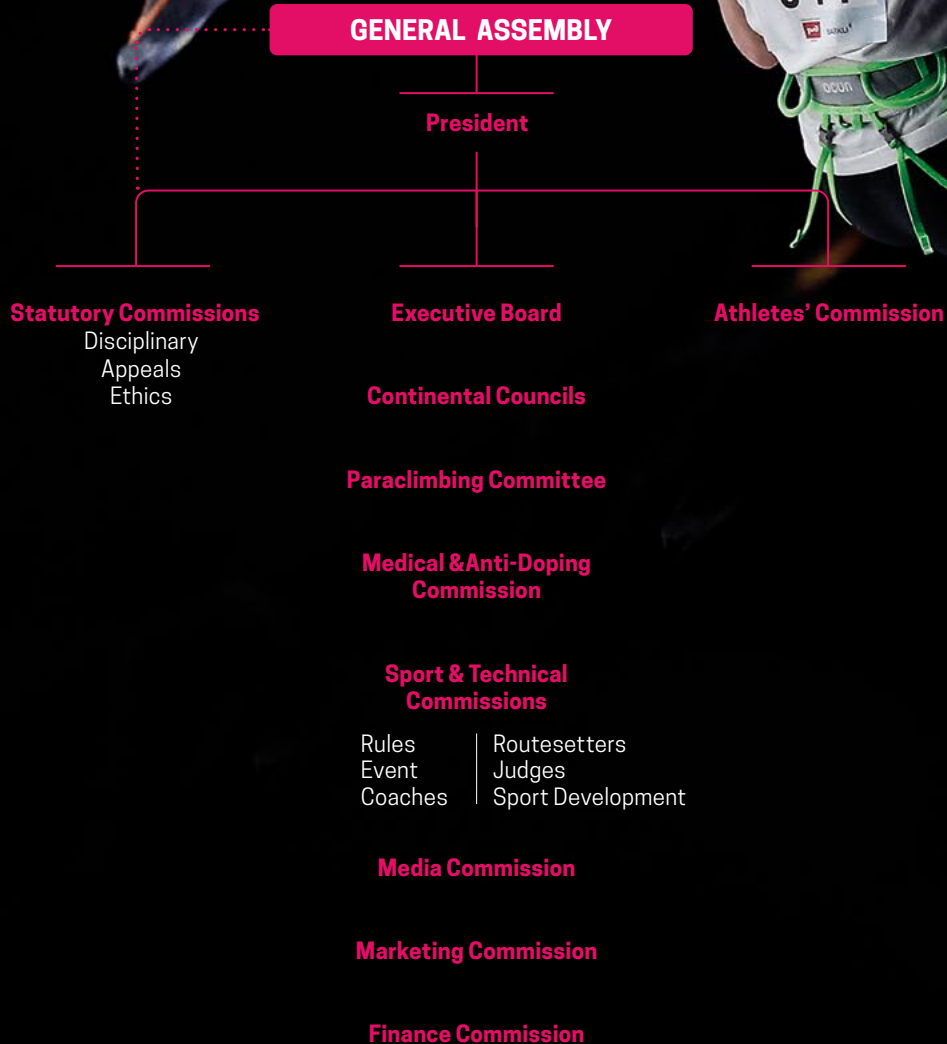 GENERAL ASSEMBLY
ocun
President
Statutory Commissions
Disciplinary
Appeals
Ethics
Executive Board
Athletes’ Commission
Continental Councils
Paraclimbing Committee
Medical &Anti-Doping
Commission
Sport & Technical
Commissions
Rules
Event
Coaches
Routesetters
Judges
Sport Development
Media Commission
Marketing Commission
Finance Commission